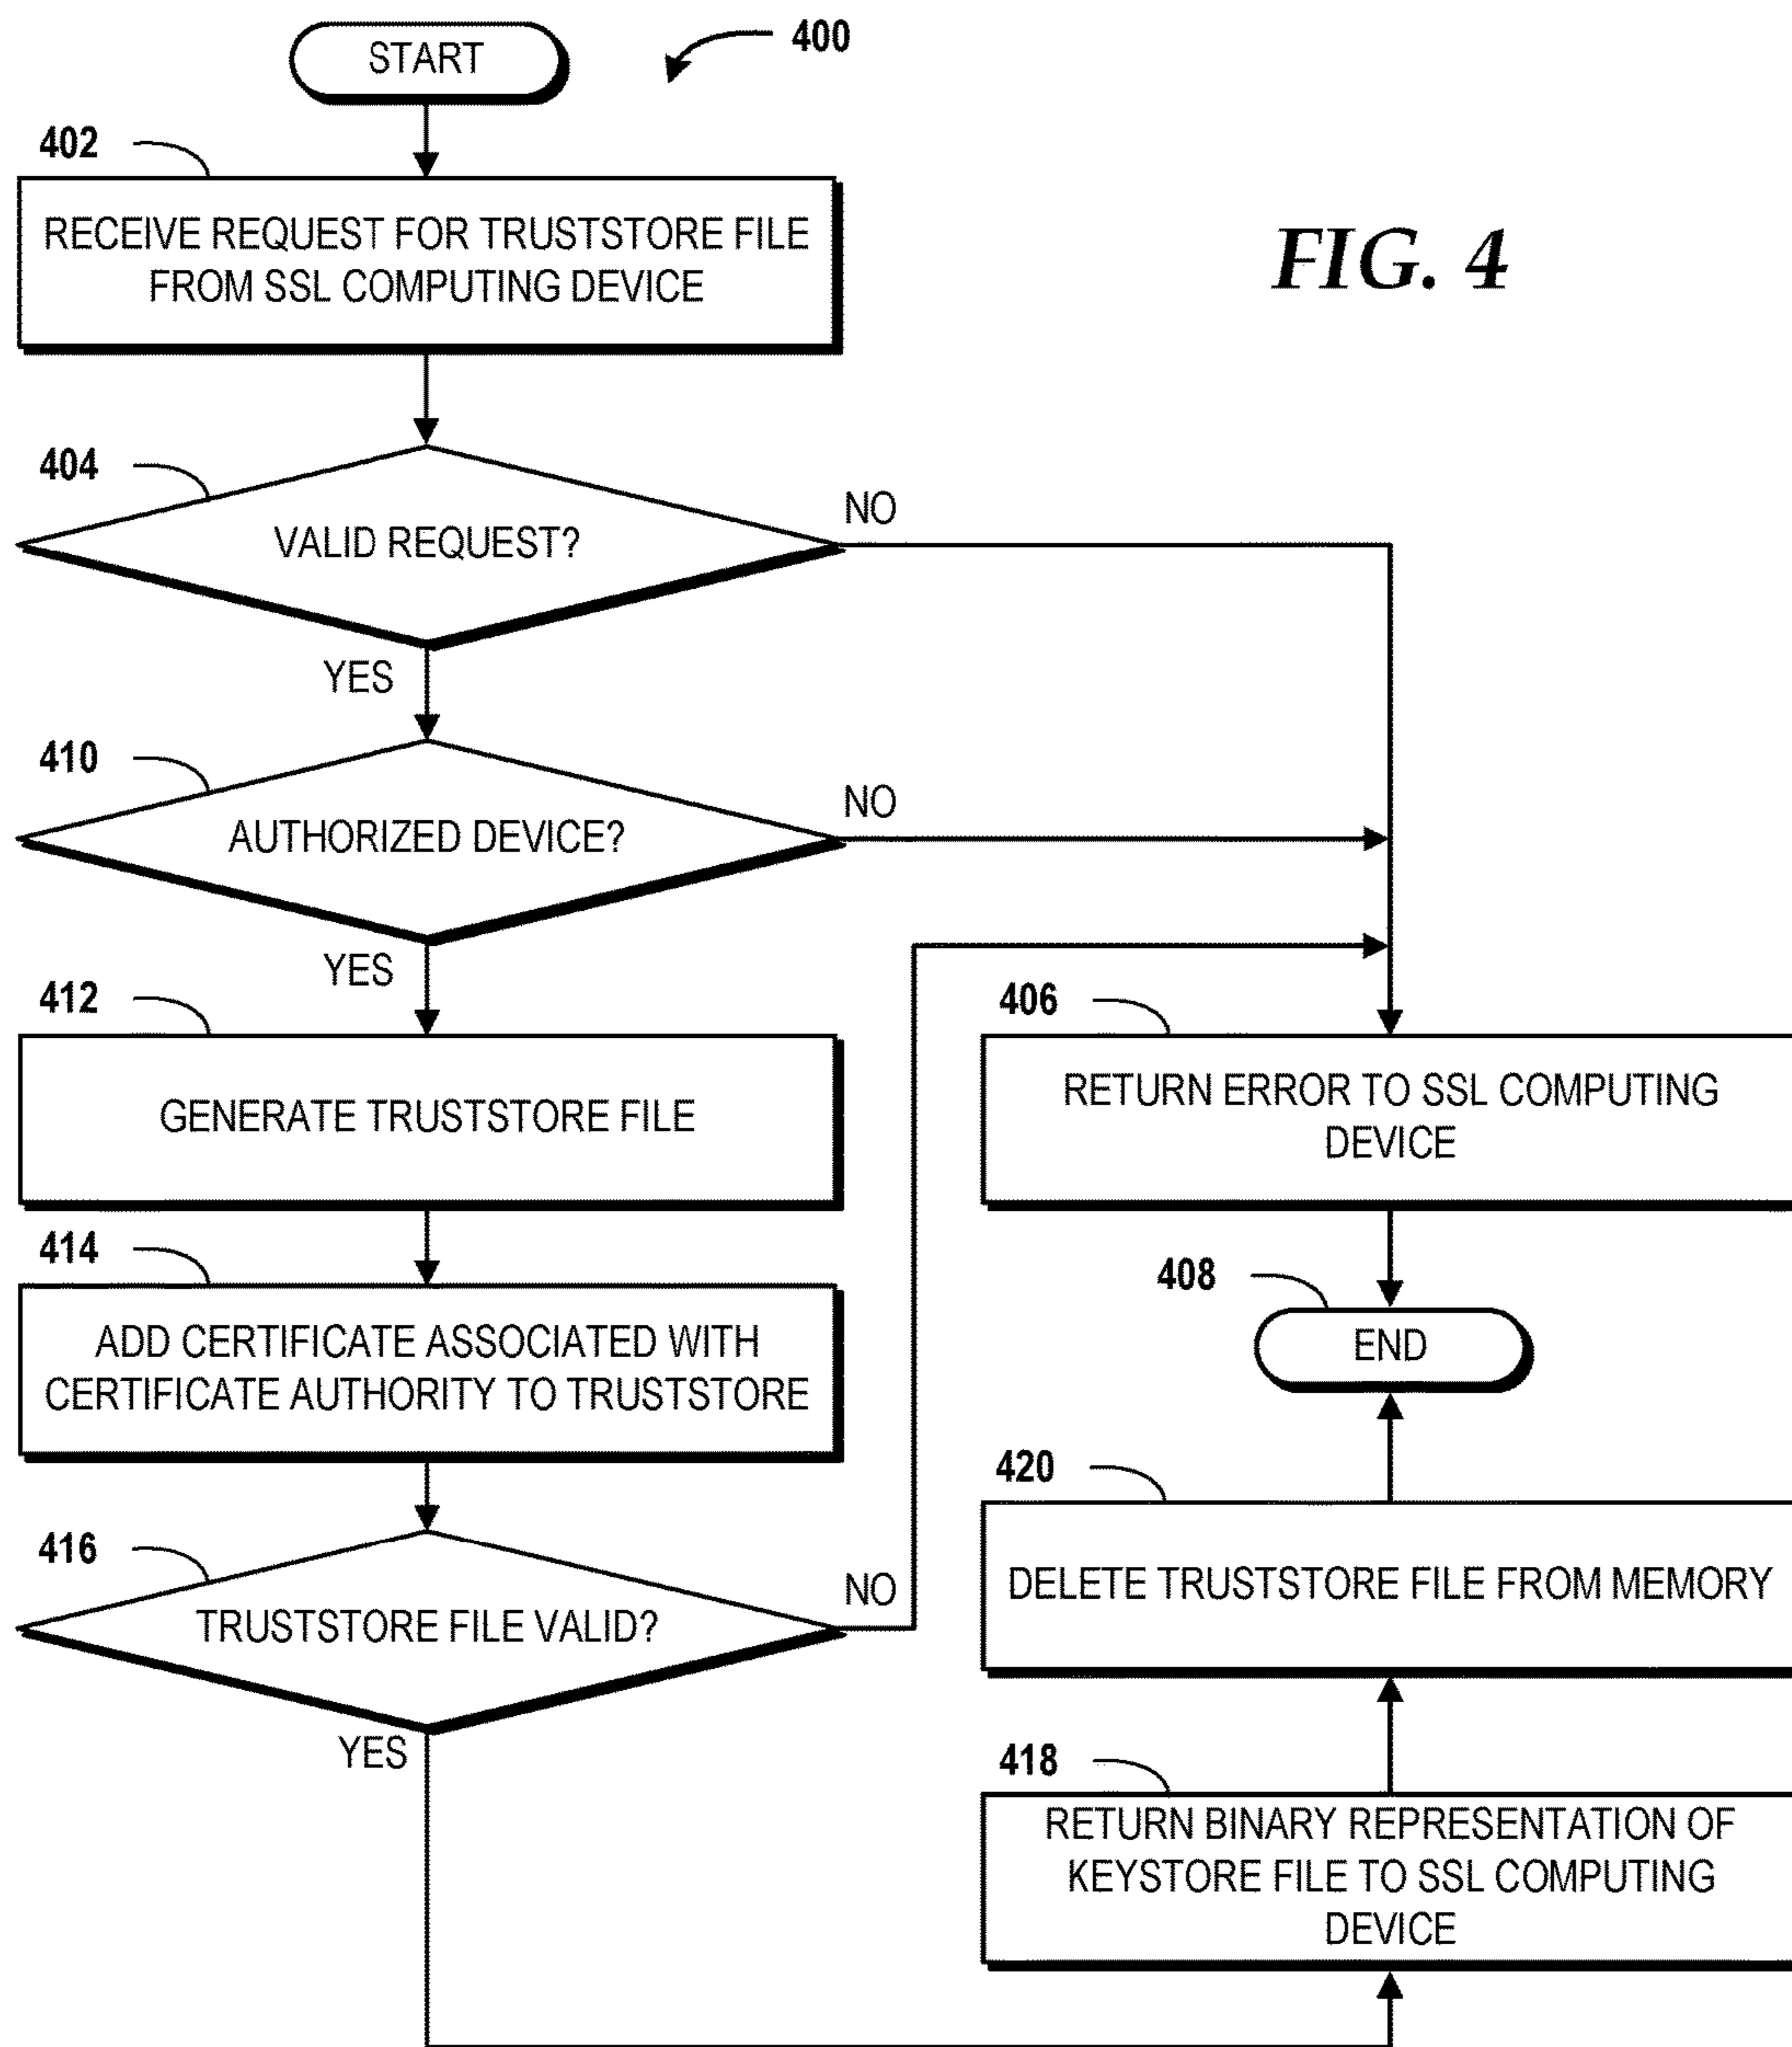 START
400
402
RECEIVE REQUEST FOR TRUSTSTORE FILE
FROM SSL COMPUTING DEVICE
FIG. 4
404
VALID REQUEST?
NO
YES
410
AUTHORIZED DEVICE?
NO
YES
412
GENERATE TRUSTSTORE FILE
406
RETURN ERROR TO SSL COMPUTING
DEVICE
414
ADD CERTIFICATE ASSOCIATED WITH
CERTIFICATE AUTHORITY TO TRUSTSTORE
408
END
416
TRUSTSTORE FILE VALID?
NO
YES
420
DELETE TRUSTSTORE FILE FROM MEMORY
418
RETURN BINARY REPRESENTATION OF
KEYSTORE FILE TO SSL COMPUTING
DEVICE